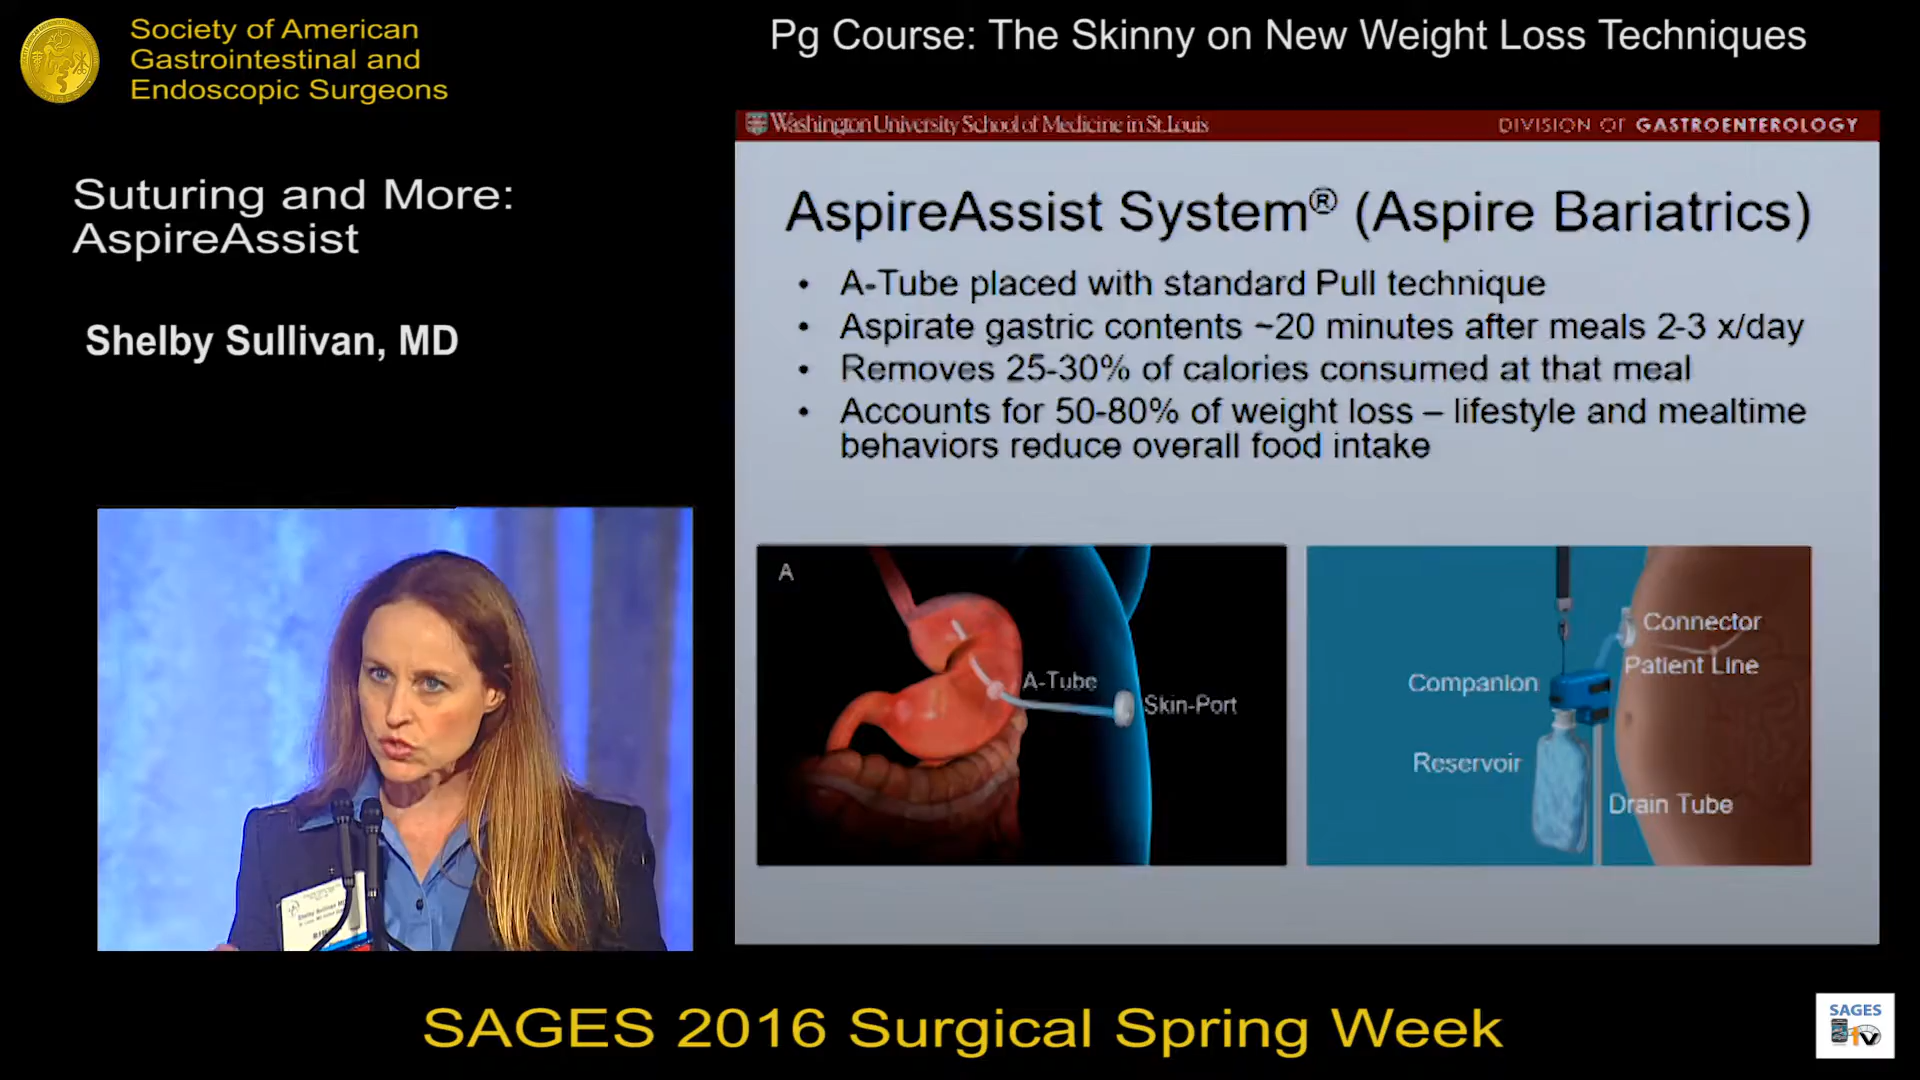 Society of American
Gastrointestinal and
Endoscopic Surgeons
Pg Course: The Skinny on New Weight Loss Techniques
Suturing and More:
AspireAssist
Shelby Sullivan, MD
Washington University School of Medicine in St. Louis
DIVISION OF GASTROENTEROLOGY
AspireAssist System® (Aspire Bariatrics)
• A-Tube placed with standard Pull technique
• Aspirate gastric contents ~20 minutes after meals 2-3 x/day
• Removes 25-30% of calories consumed at that meal
• Accounts for 50-80% of weight loss – lifestyle and mealtime
behaviors reduce overall food intake
A
A-Tube
Skin-Port
Connector
Patient Line
Companion
Reservoir
Drain Tube
Shelby Sullivan MD
SAGES 2016 Surgical Spring Week
SAGES
TV